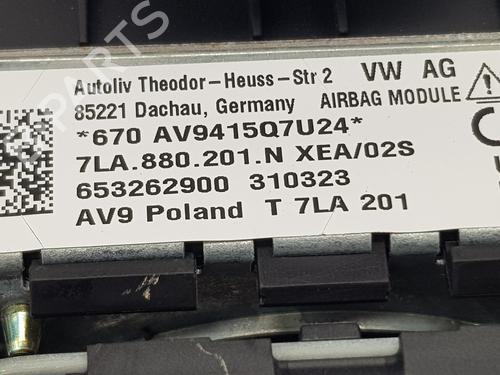 Autoliv Theodor-Heuss-Str 2 VW AG
85221 Dachau, Germany AIRBAG MODULE
*670 AV9415Q7U24*
7LA.880.201.N XEA/02S
653262900 310323
AV9 Poland T 7LA 201
PARTS